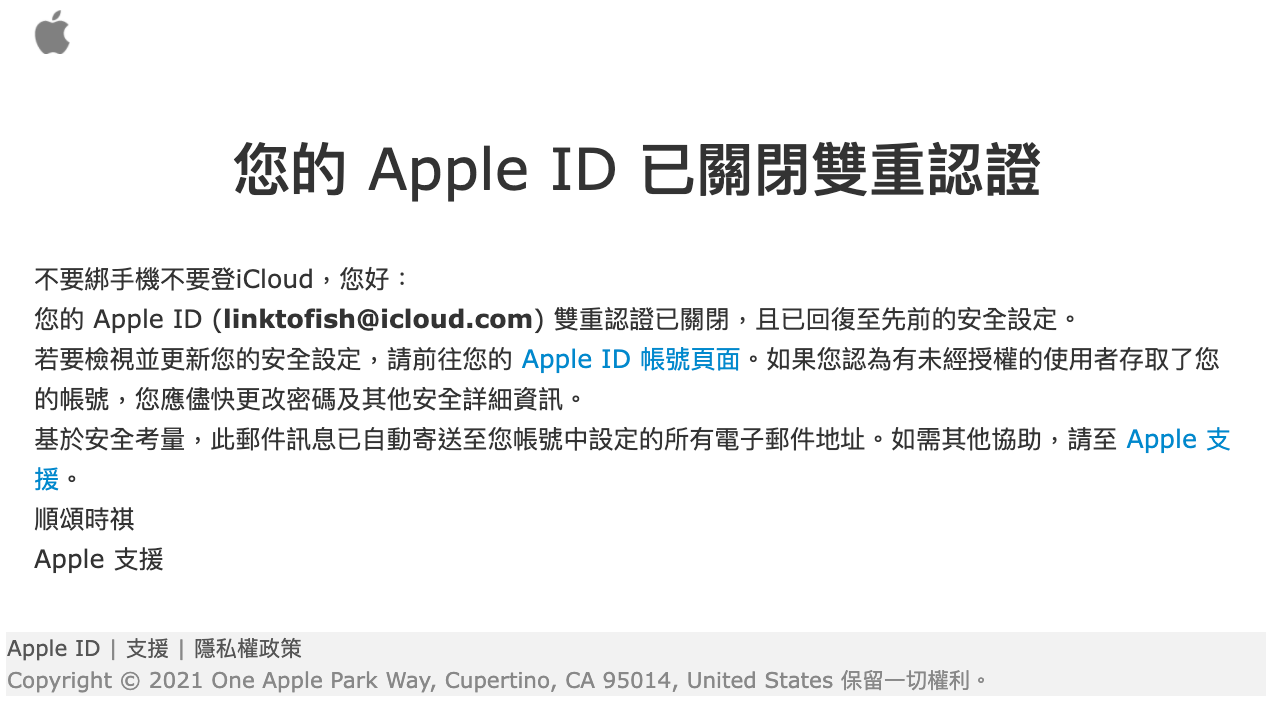 您的 Apple ID 已關閉雙重認證
不要綁手機不要登iCloud，您好：
您的 Apple ID (linktofish@icloud.com) 雙重認證已關閉，且已回復至先前的安全設定。
若要檢視並更新您的安全設定，請前往您的 Apple ID 帳號頁面。如果您認為有未經授權的使用者存取了您
的帳號，您應儘快更改密碼及其他安全詳細資訊。
基於安全考量，此郵件訊息已自動寄送至您帳號中設定的所有電子郵件地址。如需其他協助，請至 Apple 支
援。
順頌時祺
Apple 支援
Apple ID | 支援 | 隱私權政策
Copyright © 2021 One Apple Park Way, Cupertino, CA 95014, United States 保留一切權利。